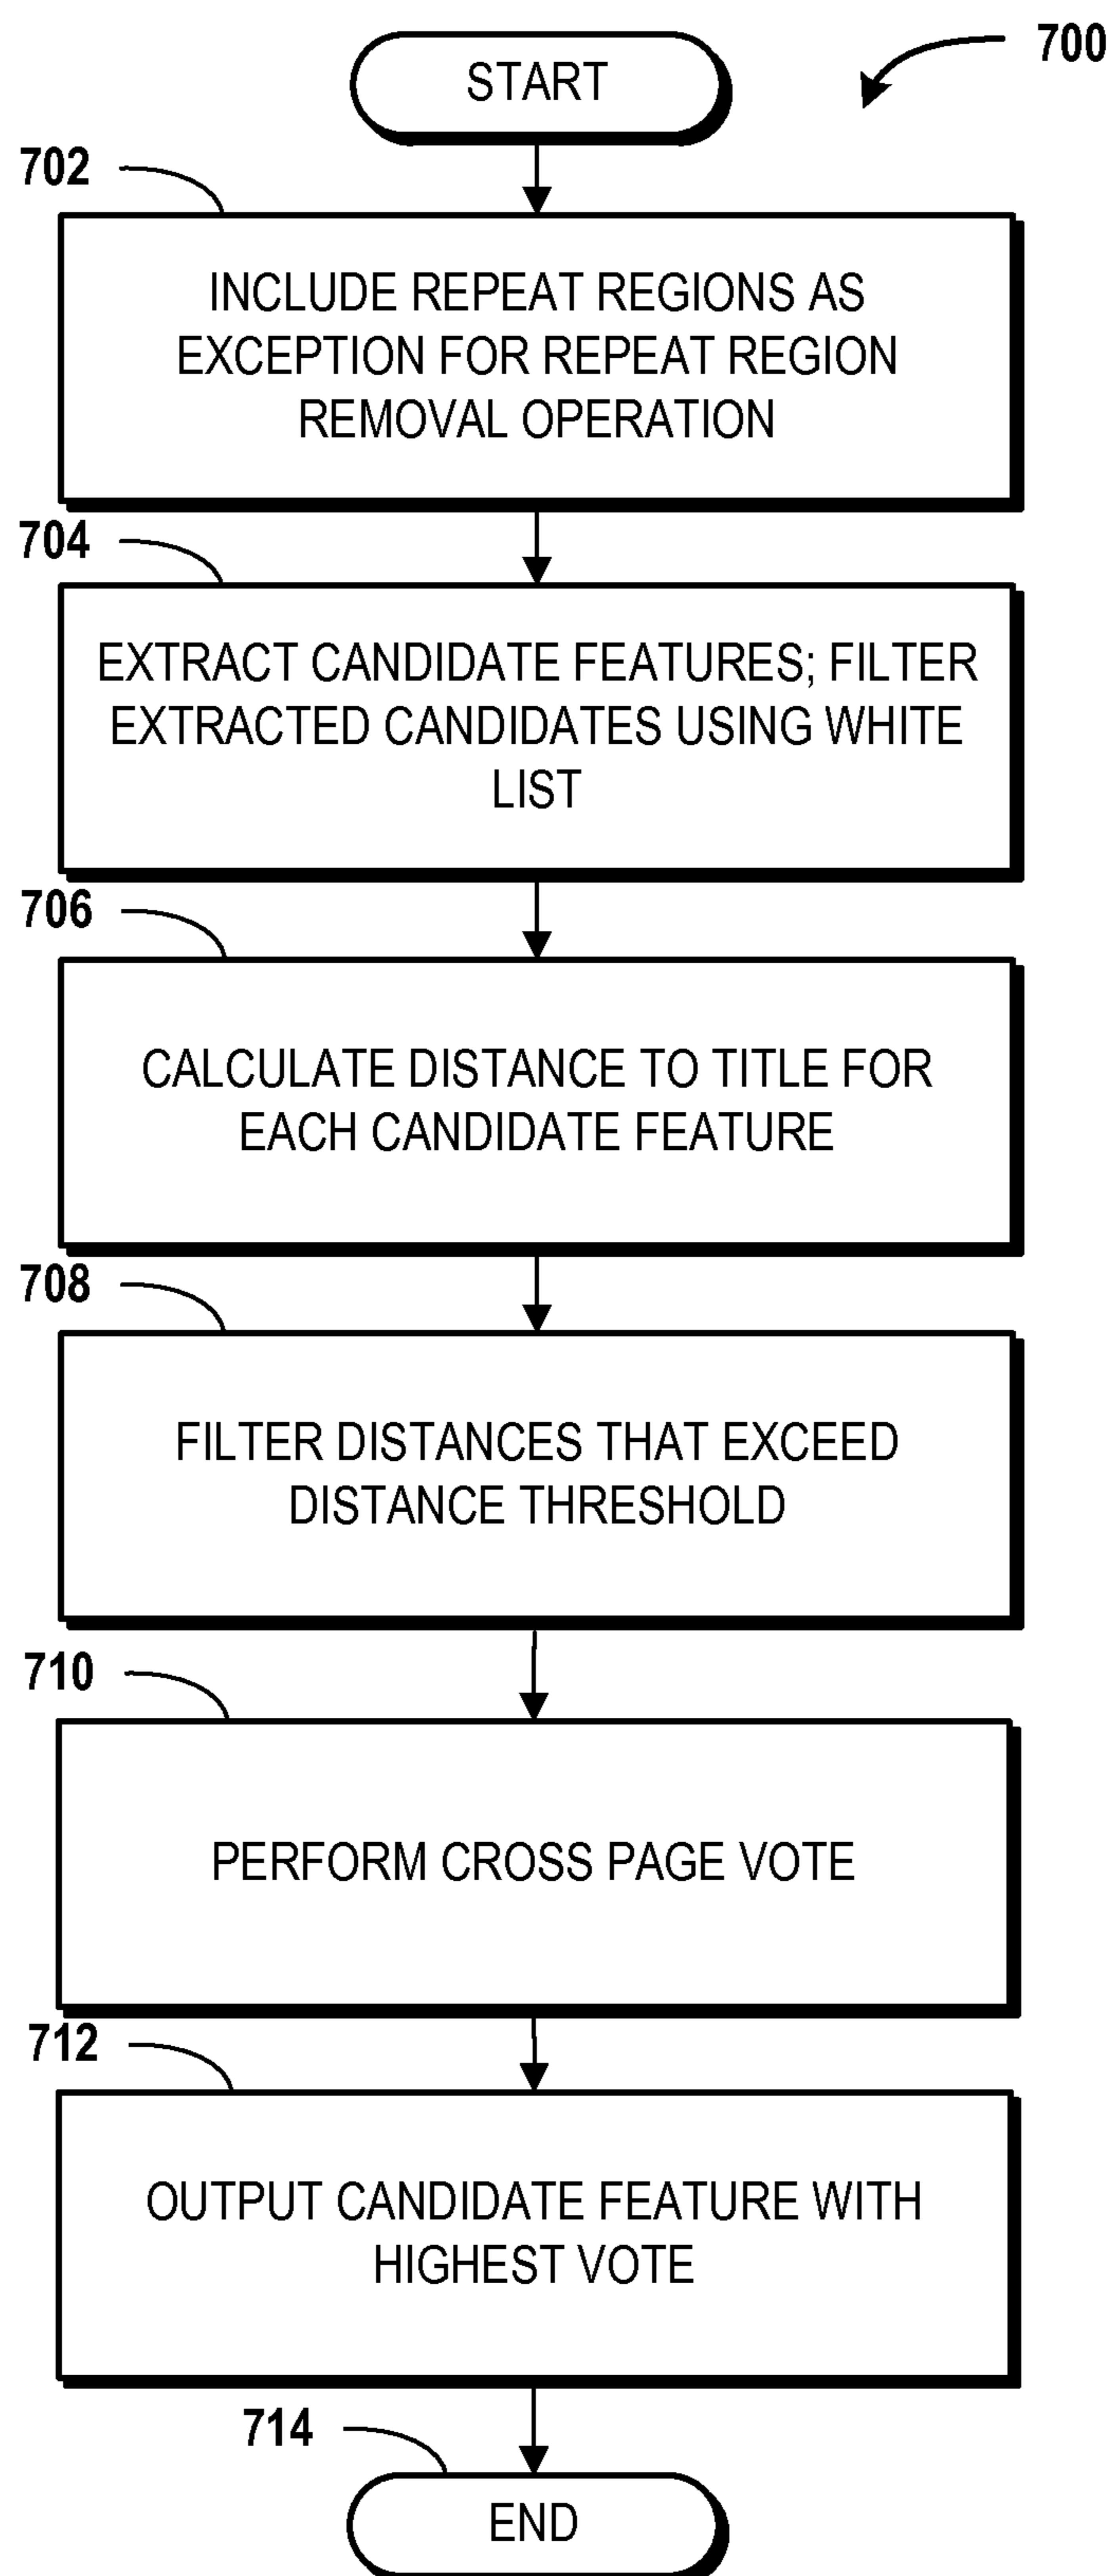 START
700
702
INCLUDE REPEAT REGIONS AS
EXCEPTION FOR REPEAT REGION
REMOVAL OPERATION
704
EXTRACT CANDIDATE FEATURES; FILTER
EXTRACTED CANDIDATES USING WHITE
LIST
706
CALCULATE DISTANCE TO TITLE FOR
EACH CANDIDATE FEATURE
708
FILTER DISTANCES THAT EXCEED
DISTANCE THRESHOLD
710
PERFORM CROSS PAGE VOTE
712
OUTPUT CANDIDATE FEATURE WITH
HIGHEST VOTE
714
END